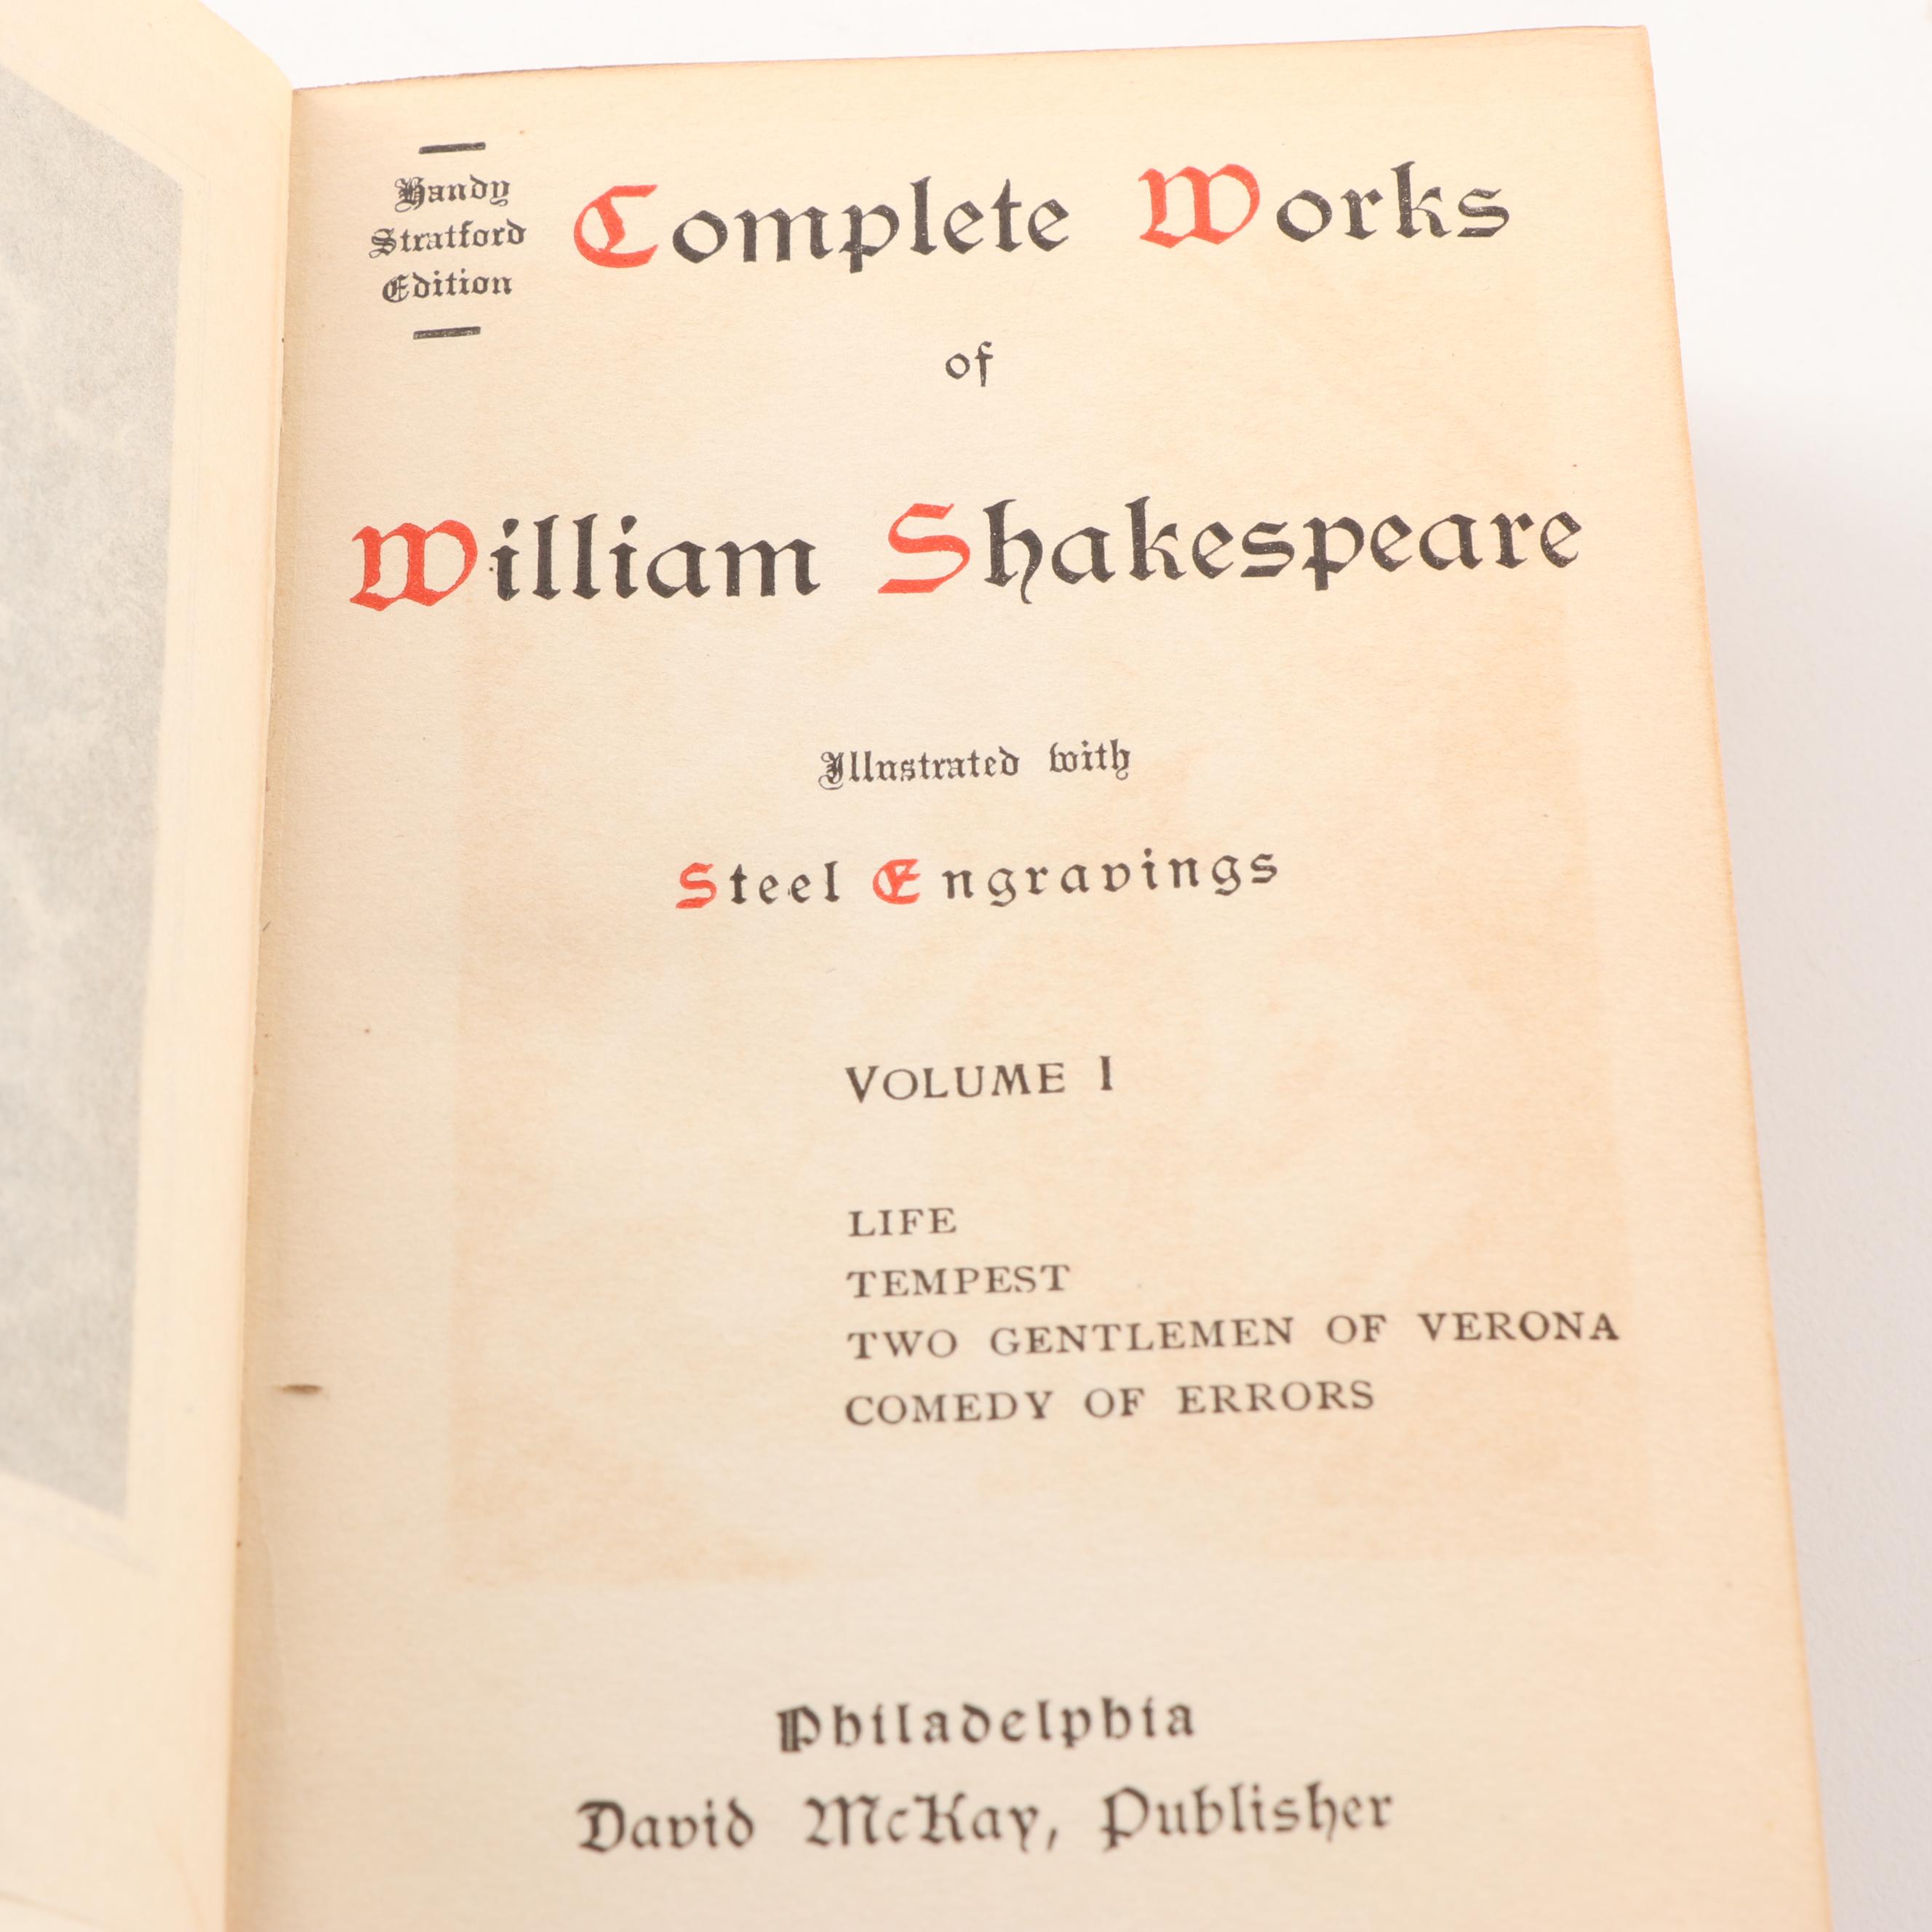 Handy
Stratford
Edition
Complete Works
of
William Shakespeare
Illustrated with
Steel Engravings
VOLUME I
LIFE
TEMPEST
TWO GENTLEMEN OF VERONA
COMEDY OF ERRORS
Philadelphia
David McKay, Publisher